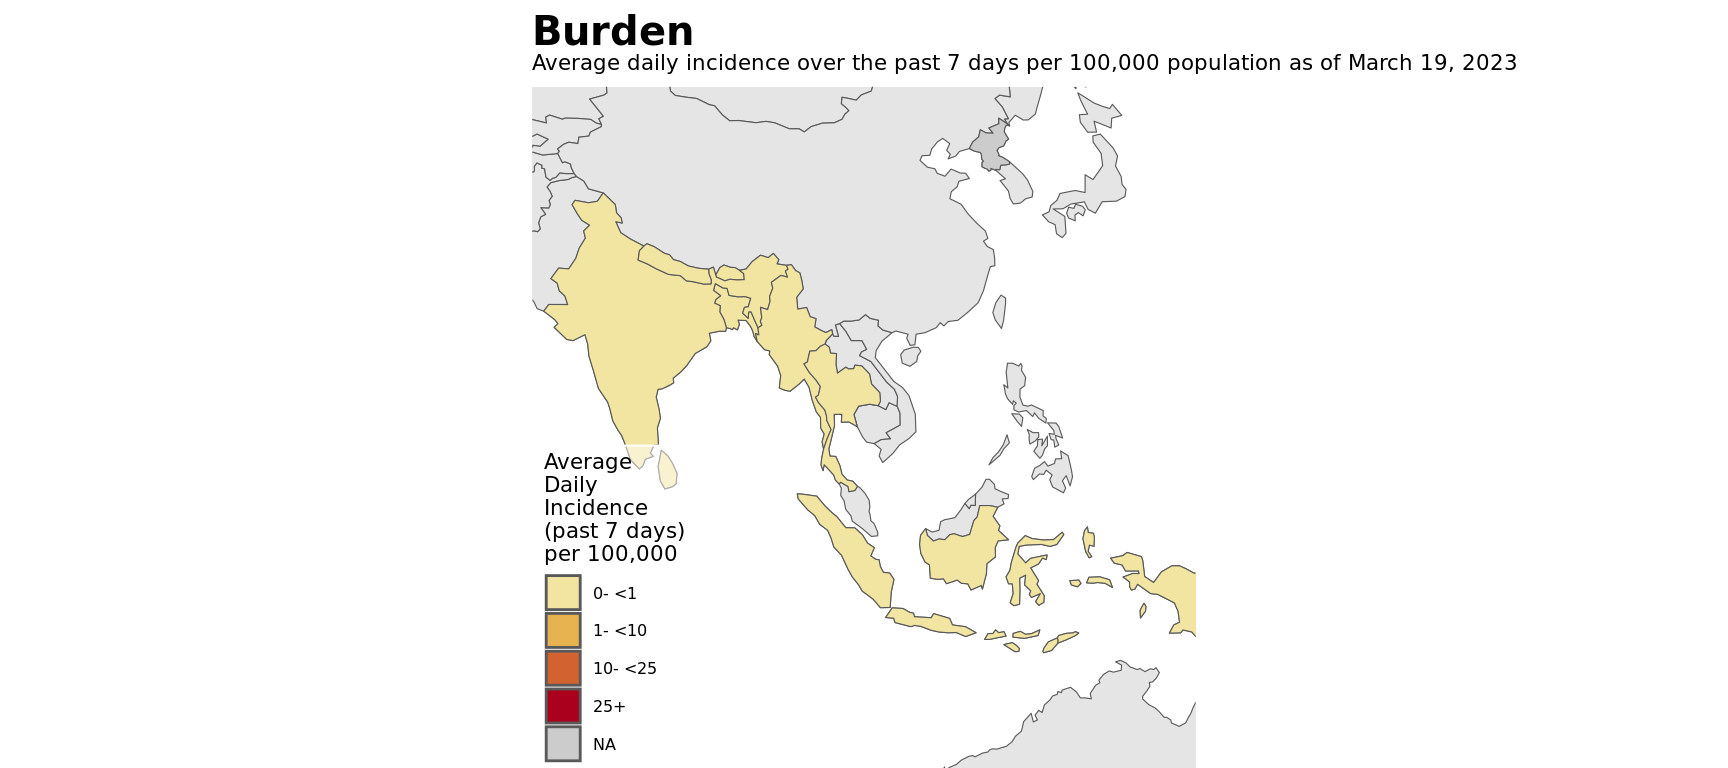 Burden
Average daily incidence over the past 7 days per 100,000 population as of March 19, 2023
Average
Daily
Incidence
(past 7 days)
per 100,000
0- <1
1- <10
10- <25
25+
NA